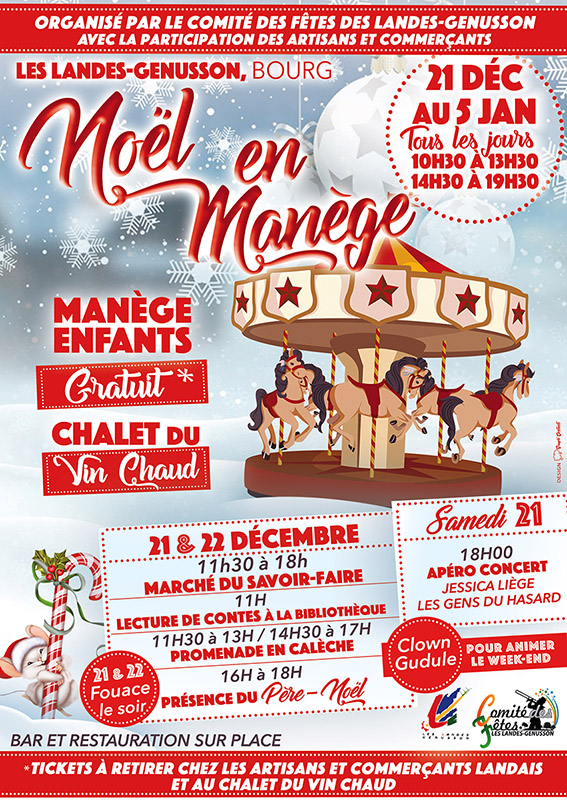 ORGANISÉ PAR LE COMITÉ DES FÊTES DES LANDES-GENUSSON
AVEC LA PARTICIPATION DES ARTISANS ET COMMERÇANTS
LES LANDES-GENUSSON, BOURG
21 DÉC
AU 5 JAN
Tous les jours
10H30 À 13H30
14H30 À 19H30
Noël en
Manège
MANÈGE
ENFANTS
Gratuit*
CHALET DU
Vin Chaud
21 & 22 DÉCEMBRE
11h30 à 18h
MARCHÉ DU SAVOIR-FAIRE
11H
LECTURE DE CONTES À LA BIBLIOTHÈQUE
11H30 à 13H / 14H30 à 17H
PROMENADE EN CALÈCHE
16H à 18H
PRÉSENCE DU Père-Noël
21 & 22
Fouace
le soir
Samedi 21
18H00
APÉRO CONCERT
JESSICA LIÈGE
LES GENS DU HASARD
Clown
Gudule
POUR ANIMER
LE WEEK-END
DESIGN
Comité des
Fêtes
LES LANDES-GENUSSON
BAR ET RESTAURATION SUR PLACE
*TICKETS À RETIRER CHEZ LES ARTISANS ET COMMERÇANTS LANDAIS
ET AU CHALET DU VIN CHAUD